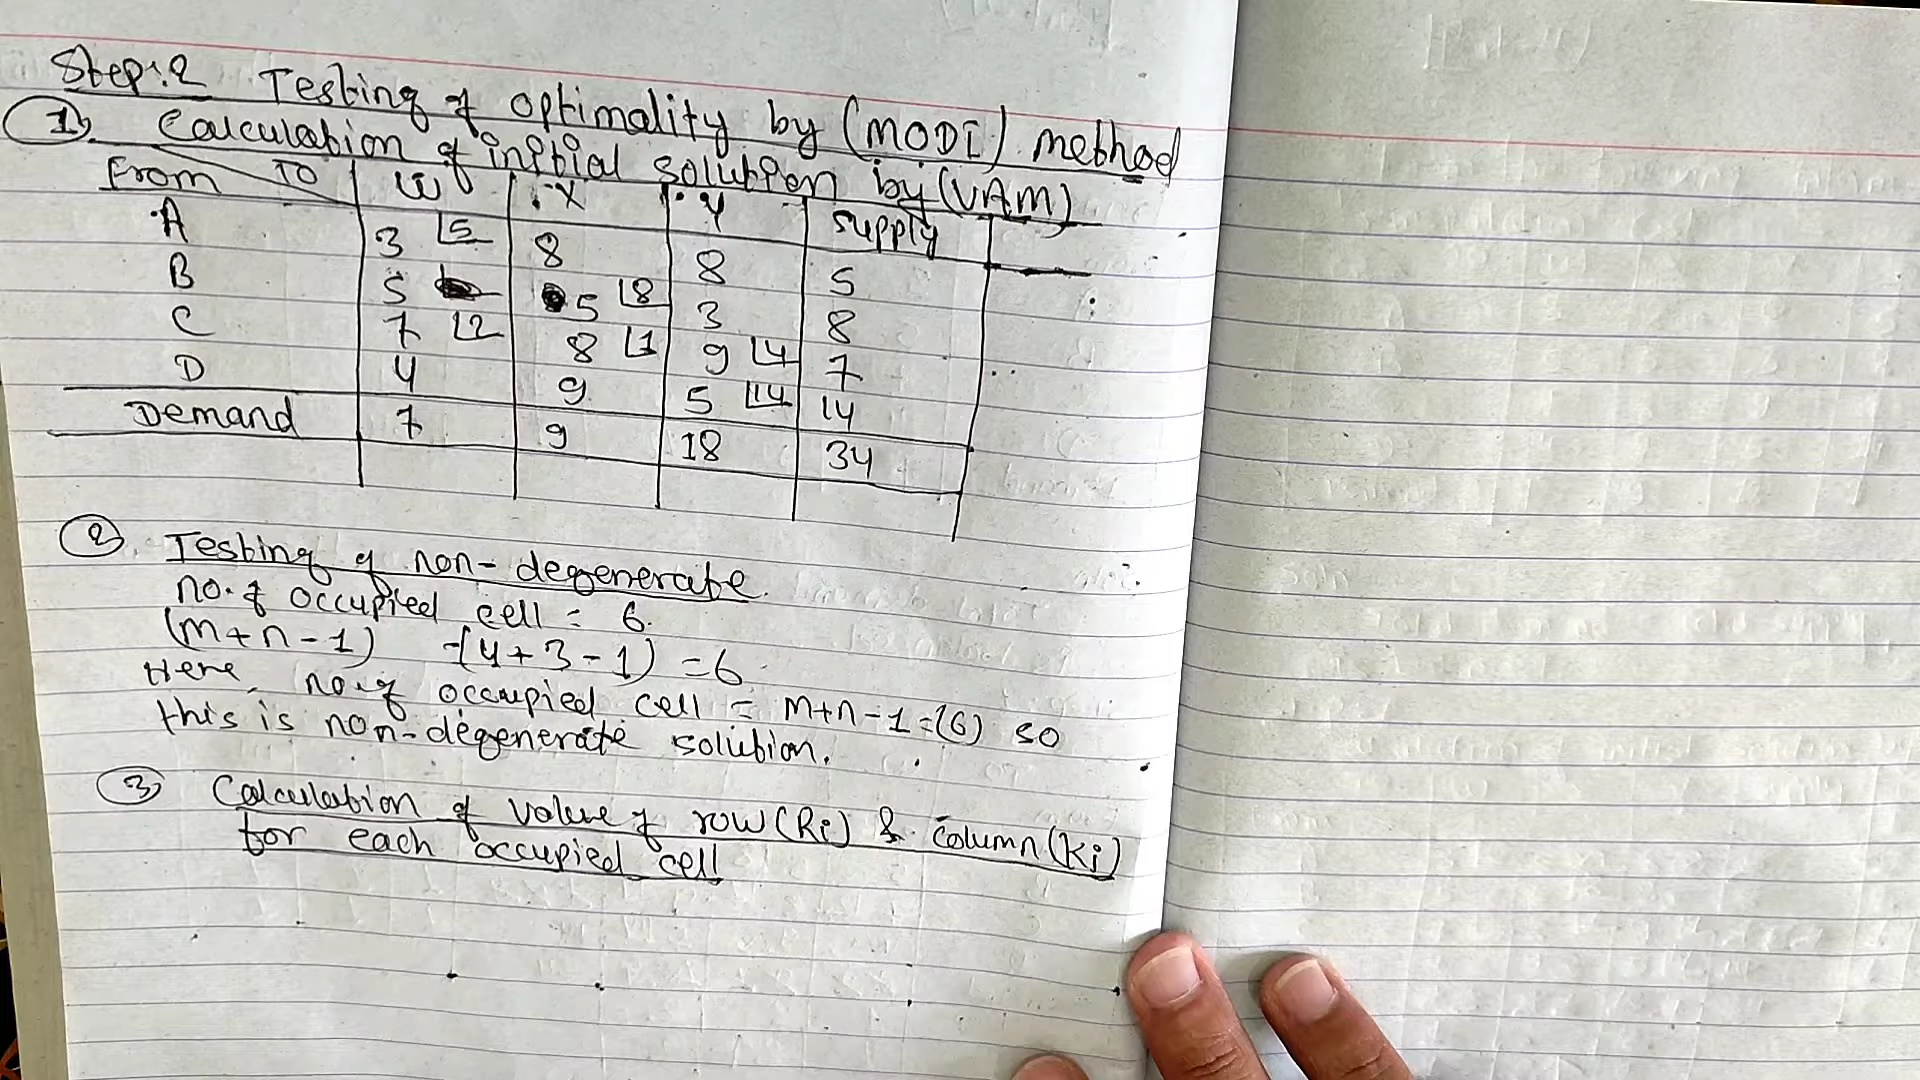 Step:2 Testing of optimality by (MODI) method
1) Calculation of initial solution by (VAM)
From TO W X Y supply
A 3 5 8 8 5
B 5 5 8 3 8
C 7 2 8 1 9 4 7
D 4 9 5 14 14
Demand 7 9 18 34
2) Testing of non-degenerate.
no. of occupied cell = 6.
(m+n-1) =(4+3-1) =6
Here, no. of occupied cell = m+n-1=(6) so
this is non-degenerate solution.
3) Calculation of value of row (Ri) & column (Ki)
for each occupied cell